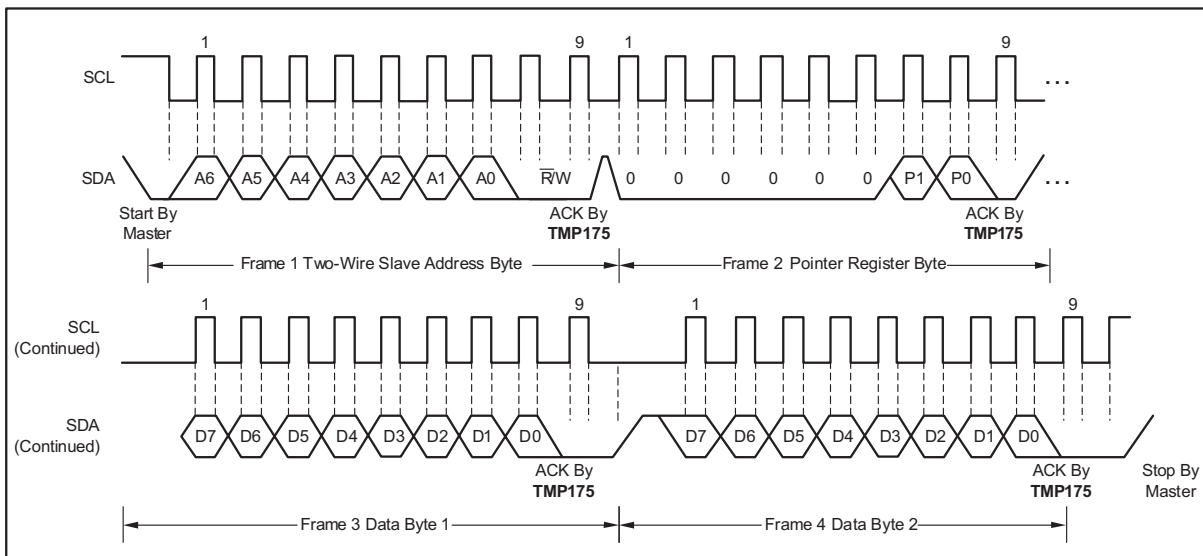 1 9 1 9
SCL ...
SDA A6 A5 A4 A3 A2 A1 A0 R̅/W 0 0 0 0 0 0 P1 P0 ...
Start By Master
ACK By TMP175
ACK By TMP175
Frame 1 Two-Wire Slave Address Byte
Frame 2 Pointer Register Byte
1 9 1 9
SCL (Continued)
SDA (Continued) D7 D6 D5 D4 D3 D2 D1 D0 D7 D6 D5 D4 D3 D2 D1 D0
ACK By TMP175
ACK By TMP175
Stop By Master
Frame 3 Data Byte 1
Frame 4 Data Byte 2